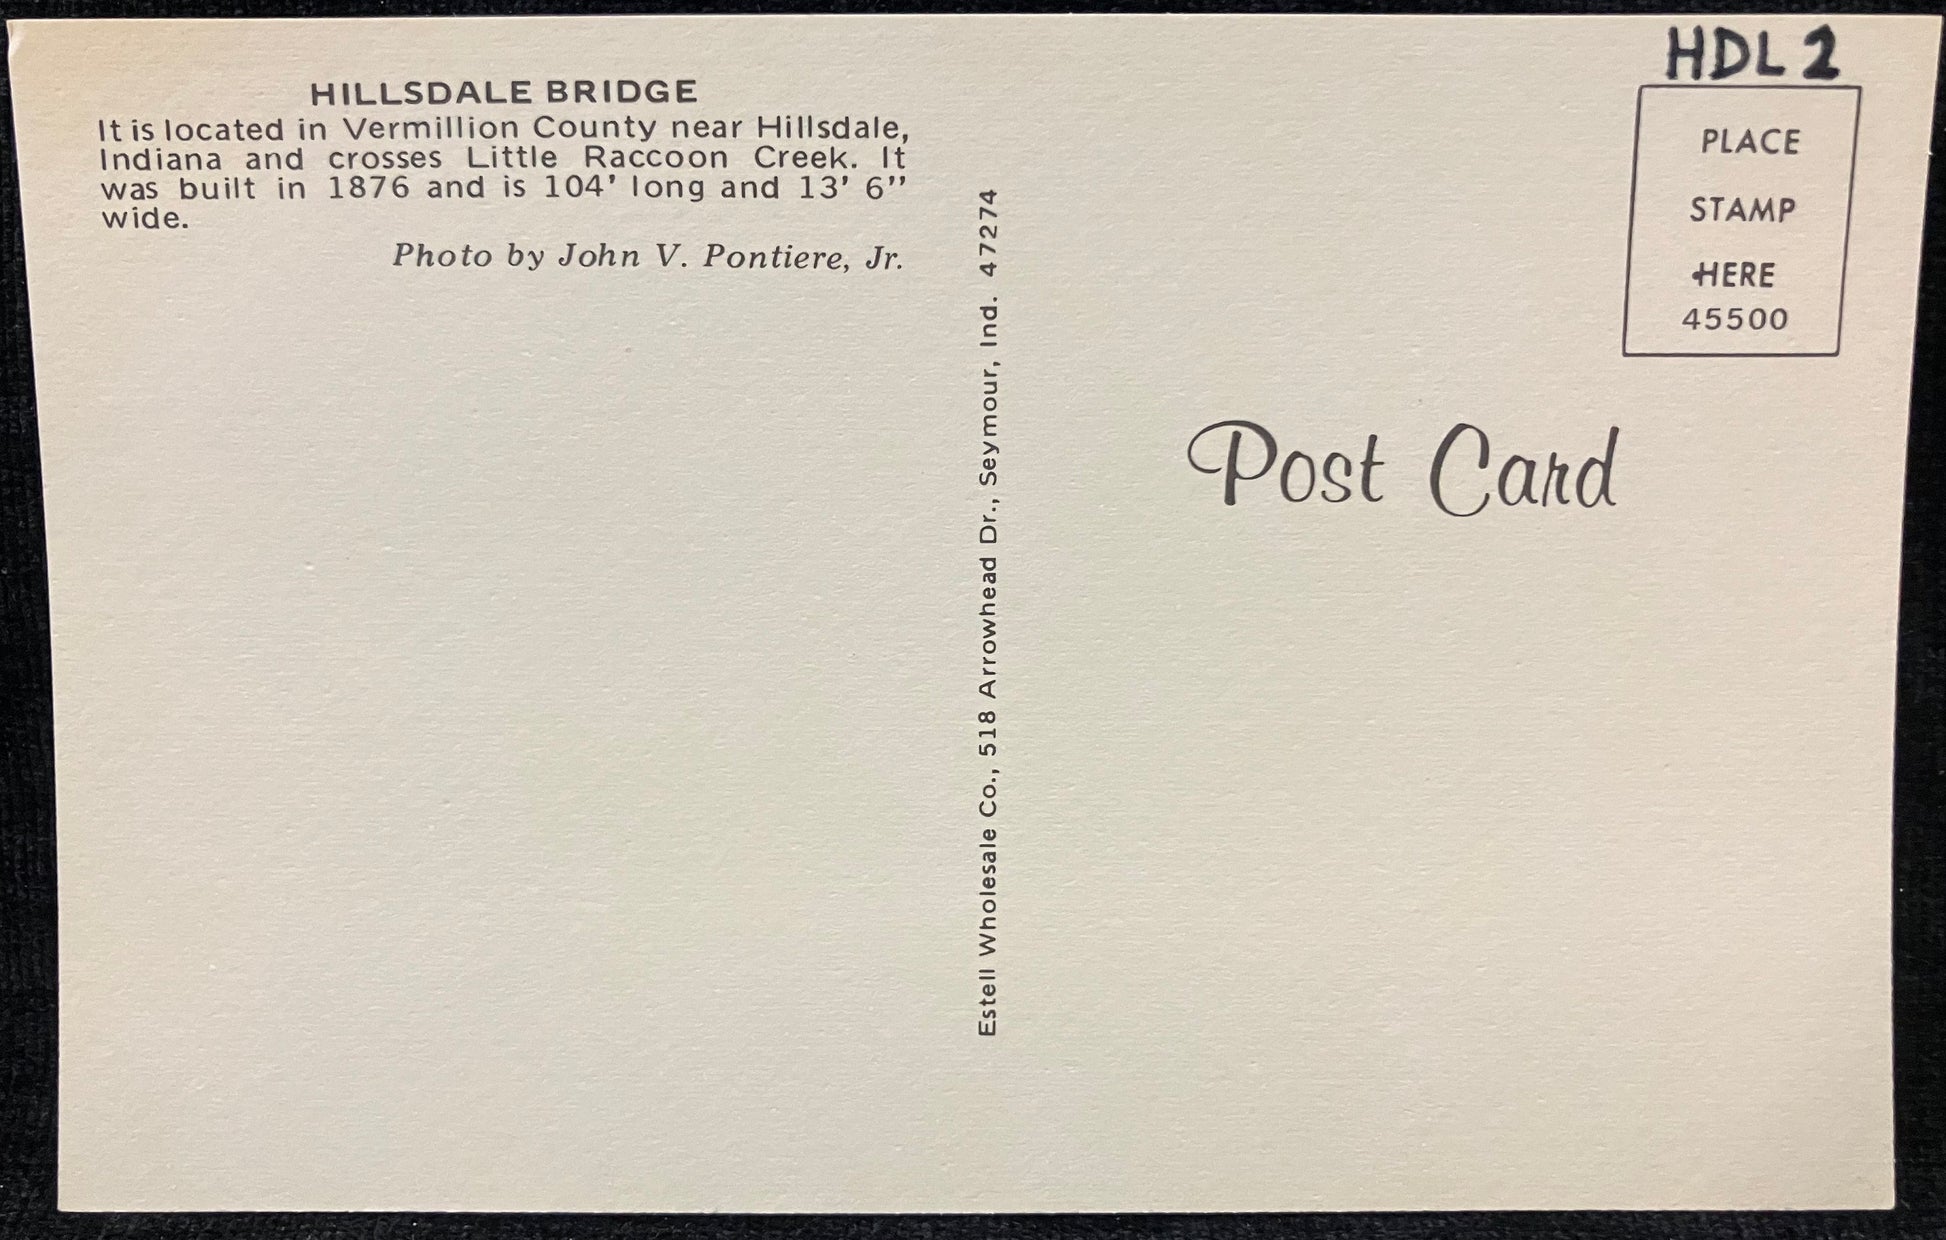 HILLSDALE BRIDGE
It is located in Vermillion County near Hillsdale,
Indiana and crosses Little Raccoon Creek. It
was built in 1876 and is 104' long and 13' 6''
wide.
Photo by John V. Pontiere, Jr.
Estell Wholesale Co., 518 Arrowhead Dr., Seymour, Ind. 47274
HDL 2
PLACE
STAMP
HERE
45500
Post Card